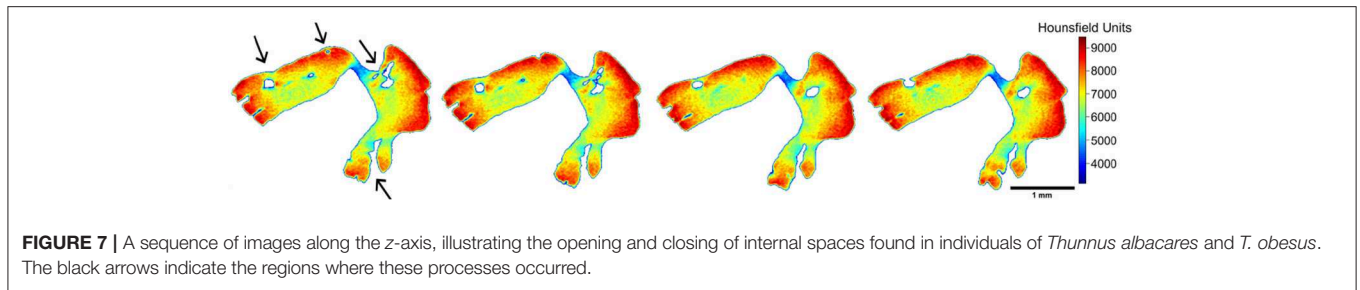 Hounsfield Units
9000
8000
7000
6000
5000
4000
1 mm
FIGURE 7 | A sequence of images along the z-axis, illustrating the opening and closing of internal spaces found in individuals of Thunnus albacares and T. obesus.
The black arrows indicate the regions where these processes occurred.